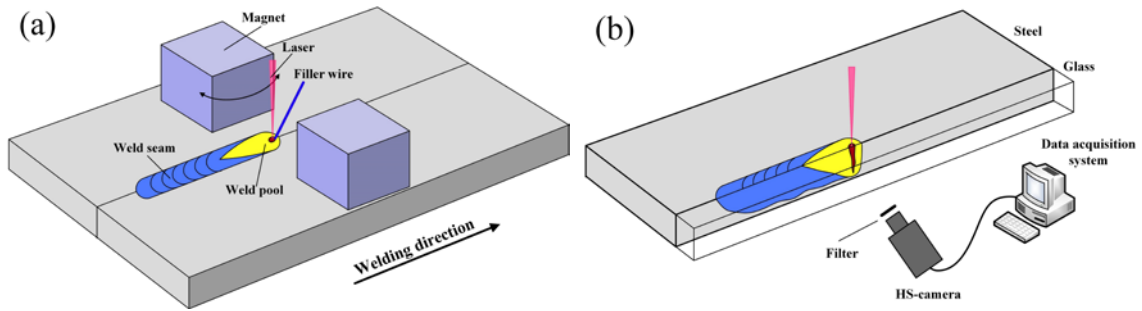 (a)
Magnet
Laser
Filler wire
Weld seam
Weld pool
Welding direction
(b)
Steel
Glass
Data acquisition
system
Filter
HS-camera